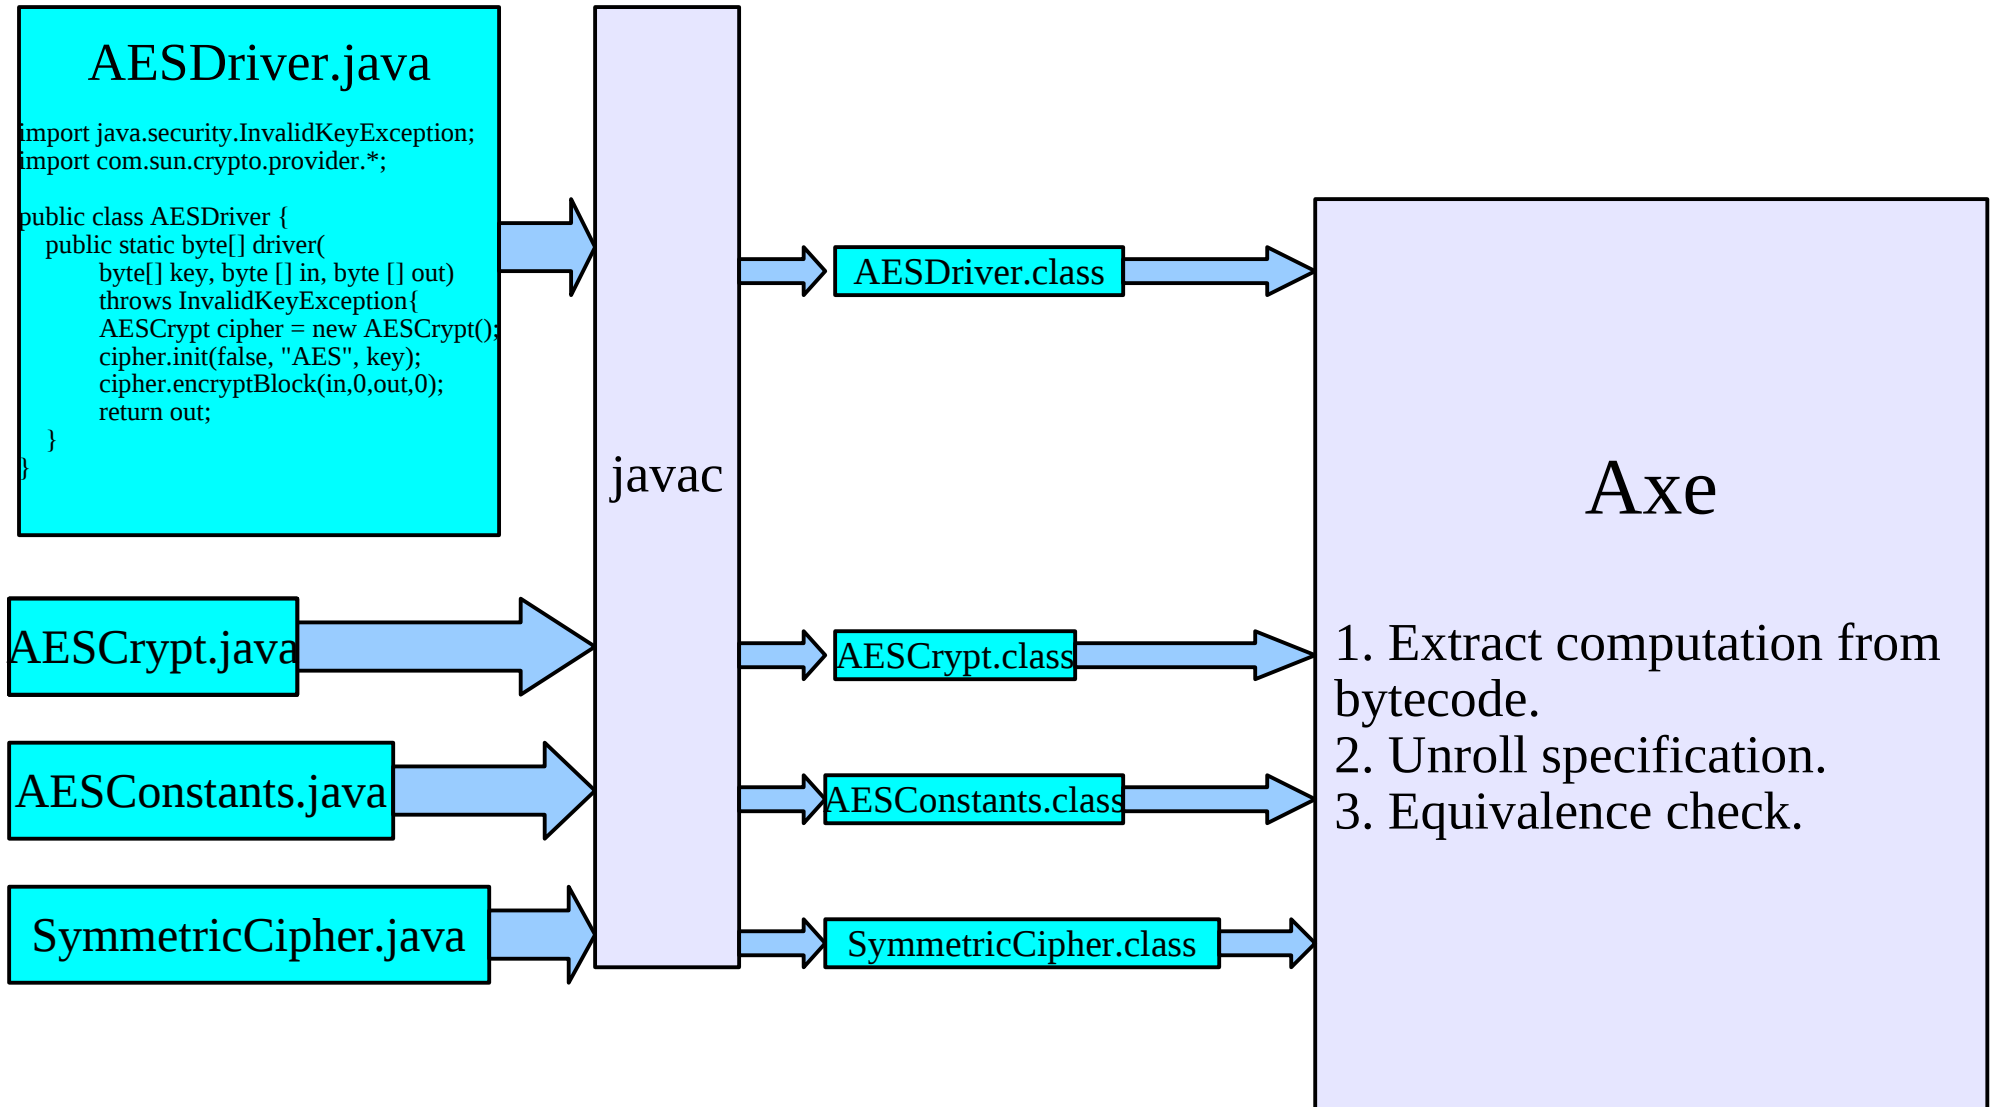 AESDriver.java
import java.security.InvalidKeyException;
import com.sun.crypto.provider.*;
public class AESDriver {
public static byte[] driver(
byte[] key, byte [] in, byte [] out)
throws InvalidKeyException{
AESCrypt cipher = new AESCrypt();
cipher.init(false, "AES", key);
cipher.encryptBlock(in,0,out,0);
return out;
}
}
AESCrypt.java
AESConstants.java
SymmetricCipher.java
javac
AESDriver.class
AESCrypt.class
AESConstants.class
SymmetricCipher.class
Axe
1. Extract computation from
bytecode.
2. Unroll specification.
3. Equivalence check.